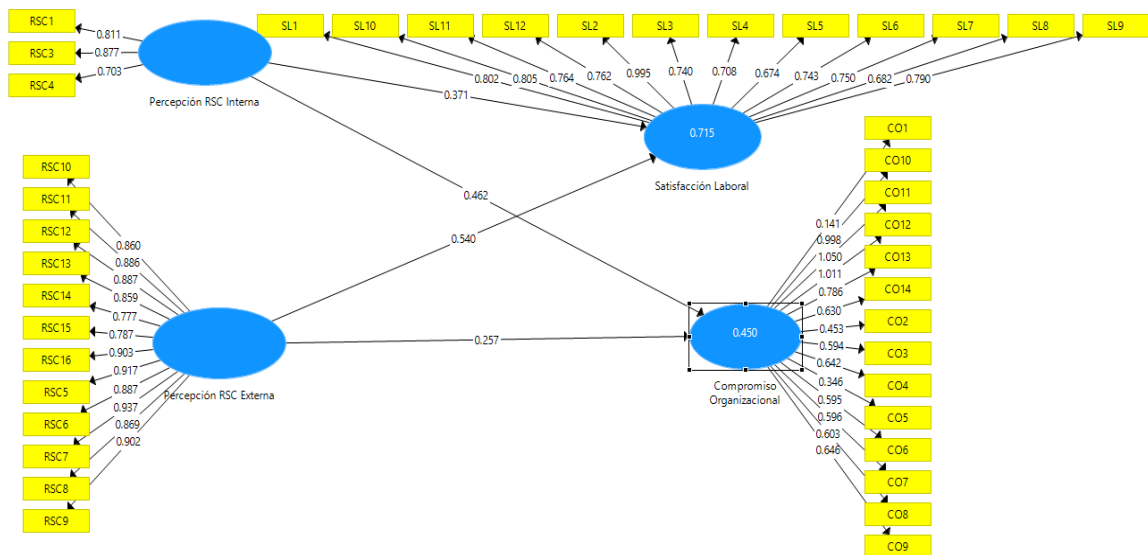 RSC1
RSC3
RSC4
0.811
0.877
0.703
Percepción RSC Interna
SL1
SL10
SL11
SL12
SL2
SL3
SL4
SL5
SL6
SL7
SL8
SL9
0.802
0.805
0.764
0.762
0.995
0.740
0.708
0.674
0.743
0.750
0.682
0.790
0.371
0.715
Satisfacción Laboral
0.462
0.540
0.257
RSC10
RSC11
RSC12
RSC13
RSC14
RSC15
RSC16
RSC5
RSC6
RSC7
RSC8
RSC9
0.860
0.886
0.887
0.859
0.777
0.787
0.903
0.917
0.887
0.937
0.869
0.902
Percepción RSC Externa
0.450
Compromiso
Organizacional
0.141
0.998
1.050
1.011
0.786
0.630
0.453
0.594
0.642
0.346
0.595
0.596
0.603
0.646
CO1
CO10
CO11
CO12
CO13
CO14
CO2
CO3
CO4
CO5
CO6
CO7
CO8
CO9